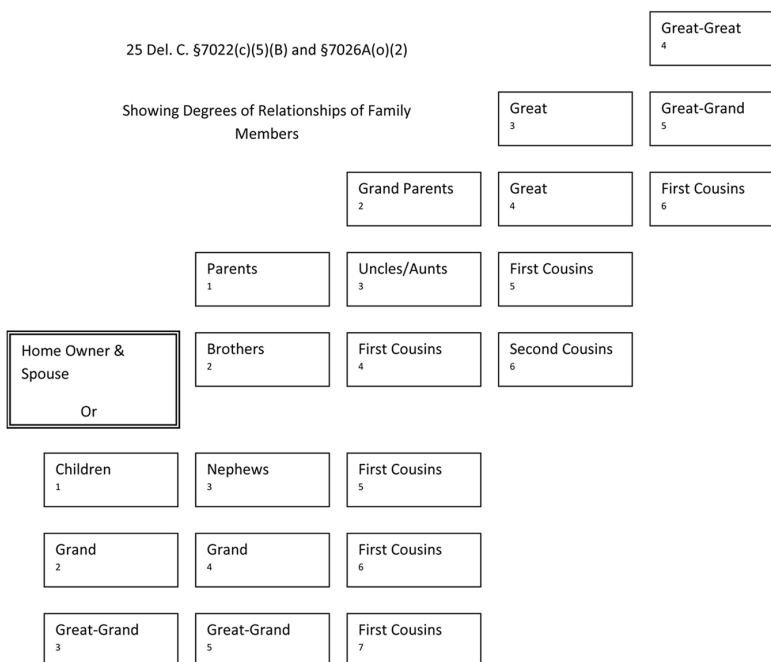 Great-Great
4
25 Del. C. §7022(c)(5)(B) and §7026A(o)(2)
Showing Degrees of Relationships of Family
Members
Great
3
Great-Grand
5
Grand Parents
2
Great
4
First Cousins
6
Parents
1
Uncles/Aunts
3
First Cousins
5
Home Owner &
Spouse
Or
Brothers
2
First Cousins
4
Second Cousins
6
Children
1
Nephews
3
First Cousins
5
Grand
2
Grand
4
First Cousins
6
Great-Grand
3
Great-Grand
5
First Cousins
7